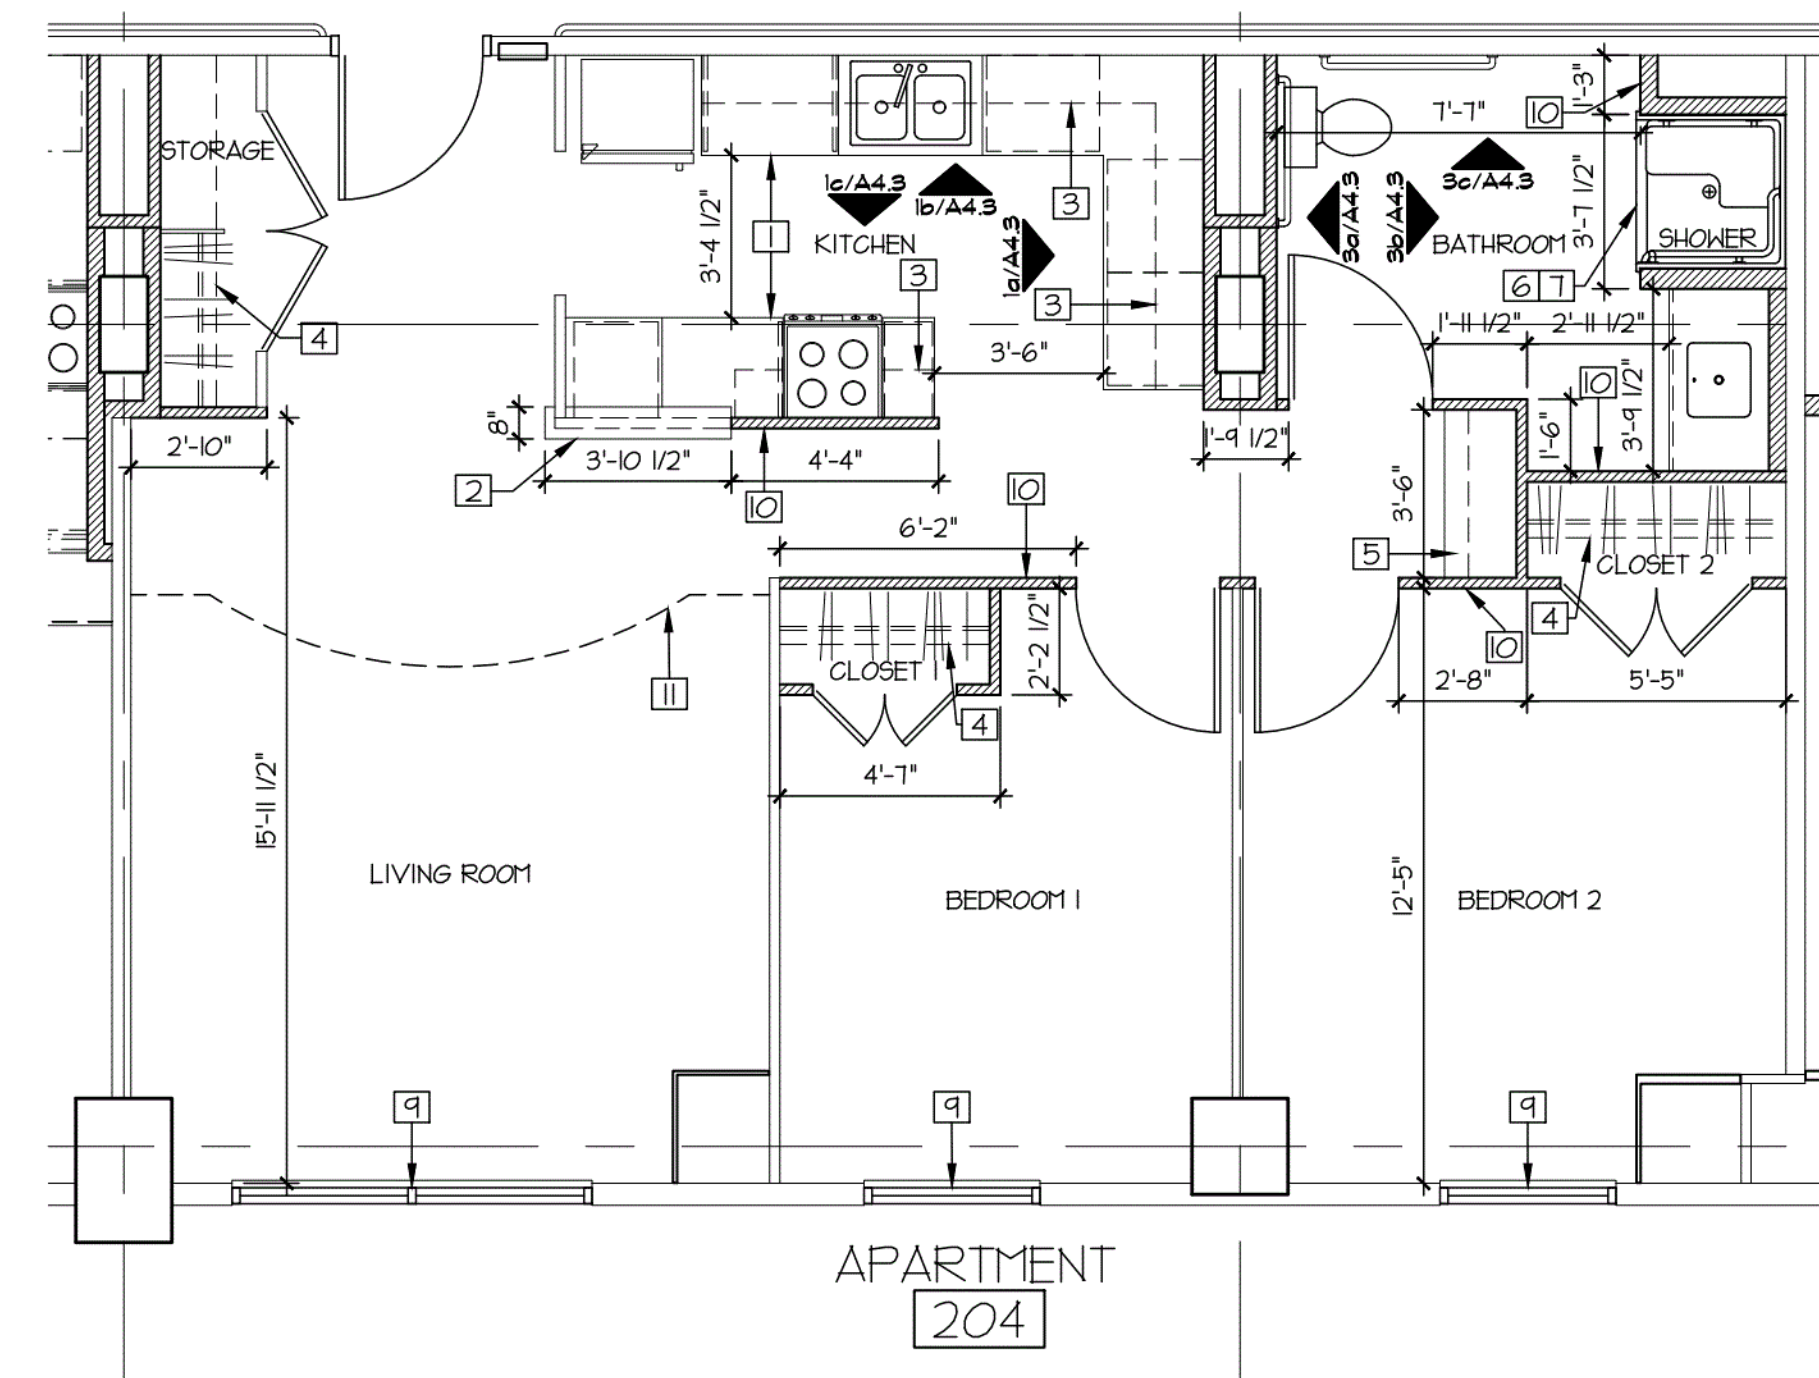 1'-3"
7'-7"
10
STORAGE
1c/A4.3
1b/A4.3
3
3c/A4.3
3'-4 1/2"
1
KITCHEN
1a/A4.3
3a/A4.3
3b/A4.3
BATHROOM
3'-7 1/2"
SHOWER
3
3
6 7
4
3'-6"
1'-11 1/2"
2'-11 1/2"
10
8"
2'-10"
3'-10 1/2"
4'-4"
1'-9 1/2"
1'-6"
3'-9 1/2"
2
10
10
3'-6"
6'-2"
5
CLOSET 2
4
10
2'-2 1/2"
CLOSET 1
11
4
2'-8"
5'-5"
4'-7"
15'-11 1/2"
LIVING ROOM
BEDROOM 1
12'-5"
BEDROOM 2
9
9
9
APARTMENT
204